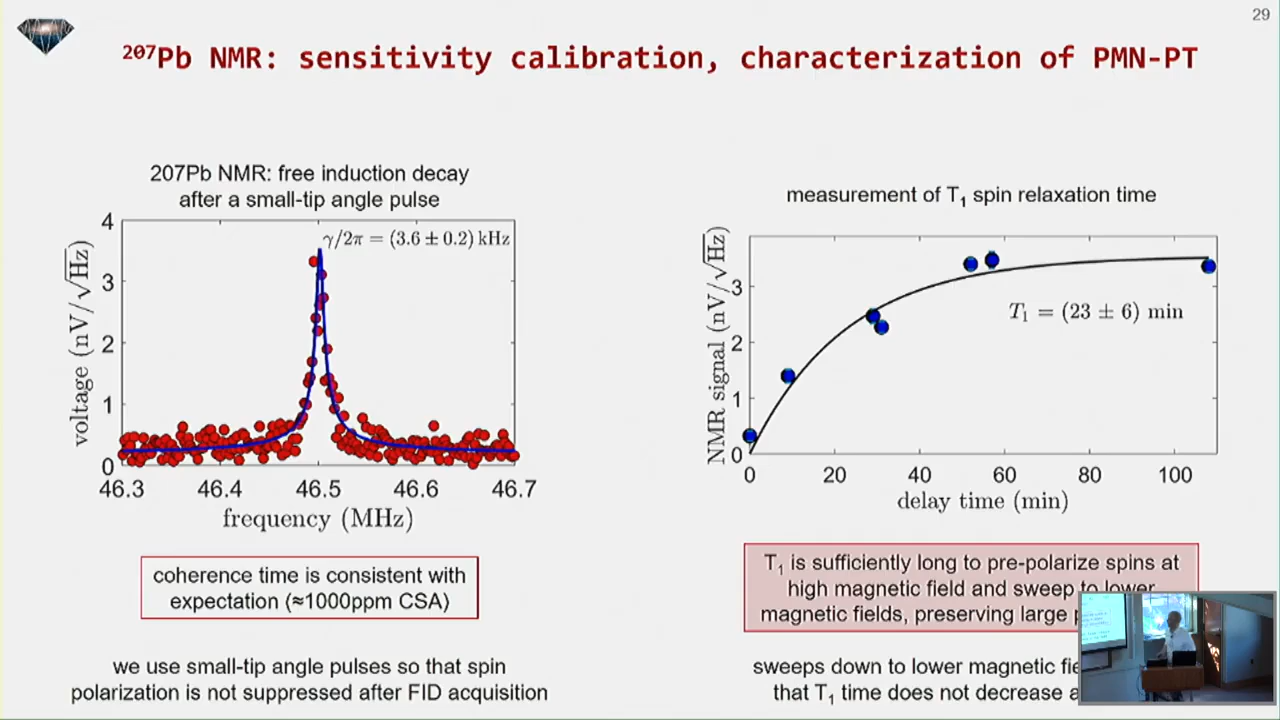 29
²⁰⁷Pb NMR: sensitivity calibration, characterization of PMN-PT
207Pb NMR: free induction decay
after a small-tip angle pulse
4
3
2
1
0
voltage (nV/√Hz)
γ/2π = (3.6 ± 0.2) kHz
46.3 46.4 46.5 46.6 46.7
frequency (MHz)
coherence time is consistent with
expectation (≈1000ppm CSA)
we use small-tip angle pulses so that spin
polarization is not suppressed after FID acquisition
measurement of T₁ spin relaxation time
3
2
1
0
NMR signal (nV/√Hz)
T₁ = (23 ± 6) min
0 20 40 60 80 100
delay time (min)
T₁ is sufficiently long to pre-polarize spins at
high magnetic field and sweep to lower
magnetic fields, preserving large
sweeps down to lower magnetic
that T₁ time does not decrease